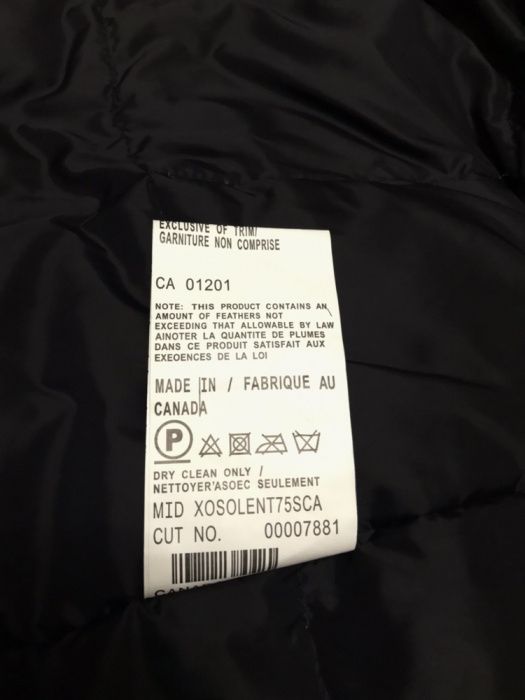 EXCLUSIVE OF TRIM/
GARNITURE NON COMPRISE
CA 01201
NOTE: THIS PRODUCT CONTAINS AN
AMOUNT OF FEATHERS NOT
EXCEEDING THAT ALLOWABLE BY LAW
AINOTER LA QUANTITE DE PLUMES
DANS CE PRODUIT SATISFAIT AUX
EXEOENCES DE LA LOI
MADE IN / FABRIQUE AU
CANADA
P
DRY CLEAN ONLY /
NETTOYER'ASOEC SEULEMENT
MID XOSOLENT75SCA
CUT NO. 00007881